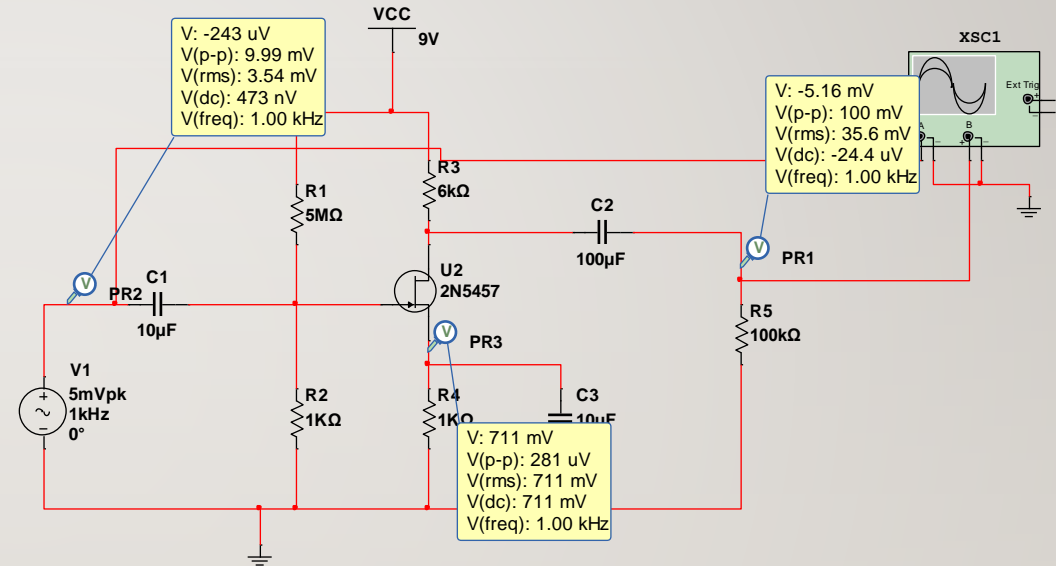 VCC
9V
XSC1
Ext Trig
+
−
A
B
+
−
+
−
V: -243 uV
V(p-p): 9.99 mV
V(rms): 3.54 mV
V(dc): 473 nV
V(freq): 1.00 kHz
V: -5.16 mV
V(p-p): 100 mV
V(rms): 35.6 mV
V(dc): -24.4 uV
V(freq): 1.00 kHz
R3
6kΩ
R1
5MΩ
C2
100µF
V
PR1
U2
2N5457
V
PR2
C1
10µF
R5
100kΩ
V
PR3
V1
5mVpk
1kHz
0°
+
−
R2
1KΩ
R4
1KΩ
C3
10uF
V: 711 mV
V(p-p): 281 uV
V(rms): 711 mV
V(dc): 711 mV
V(freq): 1.00 kHz